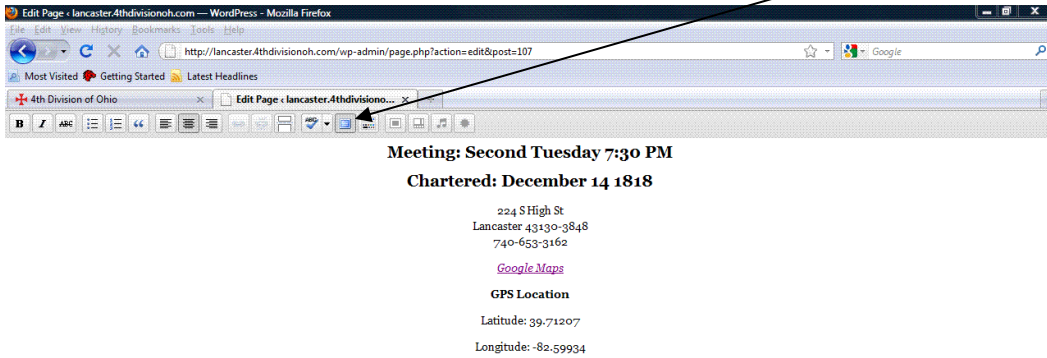 Edit Page ‹ lancaster.4thdivisionoh.com — WordPress - Mozilla Firefox
File Edit View History Bookmarks Tools Help
http://lancaster.4thdivisionoh.com/wp-admin/page.php?action=edit&post=107
Google
Most Visited Getting Started Latest Headlines
4th Division of Ohio Edit Page ‹ lancaster.4thdivisiono...
B I ABC ABC
Meeting: Second Tuesday 7:30 PM
Chartered: December 14 1818
224 S High St
Lancaster 43130-3848
740-653-3162
Google Maps
GPS Location
Latitude: 39.71207
Longitude: -82.59934